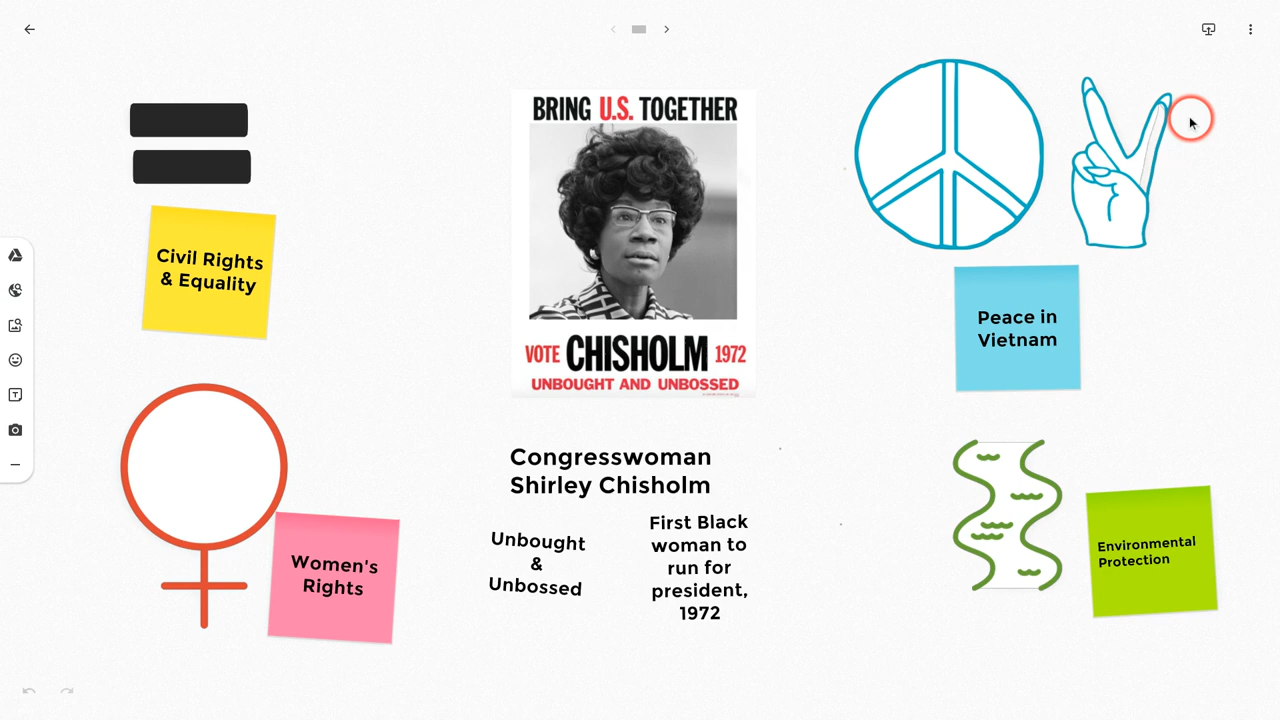 BRING U.S. TOGETHER
VOTE CHISHOLM 1972
UNBOUGHT AND UNBOSSED
Civil Rights
& Equality
Peace in
Vietnam
Women's
Rights
Congresswoman
Shirley Chisholm
Unbought
&
Unbossed
First Black
woman to
run for
president,
1972
Environmental
Protection